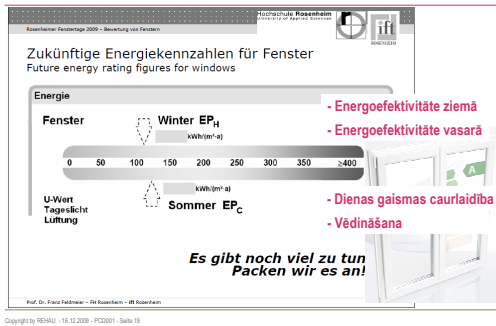 Hochschule Rosenheim
University of Applied Sciences
Rosenheimer Fenstertage 2009 – Bewertung von Fenstern
ift
ROSENHEIM
Zukünftige Energiekennzahlen für Fenster
Future energy rating figures for windows
Energie
- Energoefektivitāte ziemā
Fenster
Winter EPH
- Energoefektivitāte vasarā
kWh/(m²·a)
0 50 100 150 200 250 300 350 ≥400
A
kWh/(m²·a)
U-Wert
Tageslicht
Lüftung
Sommer EPC
- Dienas gaismas caurlaidība
- Vēdināšana
Es gibt noch viel zu tun
Packen wir es an!
Prof. Dr. Franz Feldmeier – FH Rosenheim – ift Rosenheim
Copyright by REHAU - 16.12.2009 - PCD001 - Seite 19